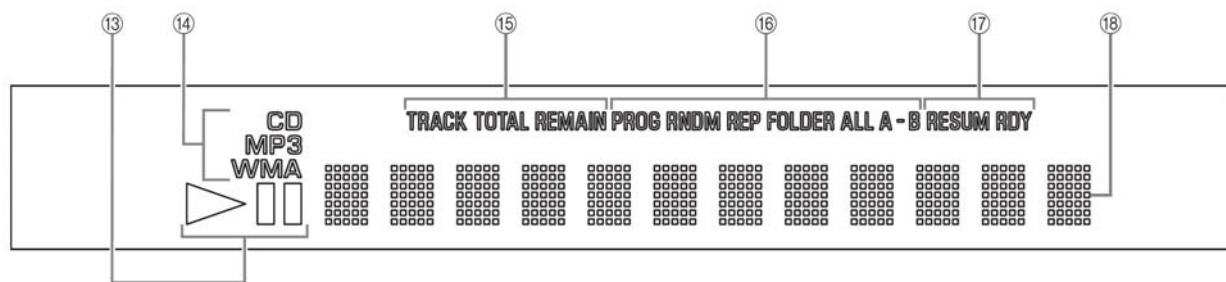 ⑬ ⑭ ⑮ ⑯ ⑰ ⑱
CD
MP3
WMA
TRACK TOTAL REMAIN PROG RNDM REP FOLDER ALL A - B RESUM RDY